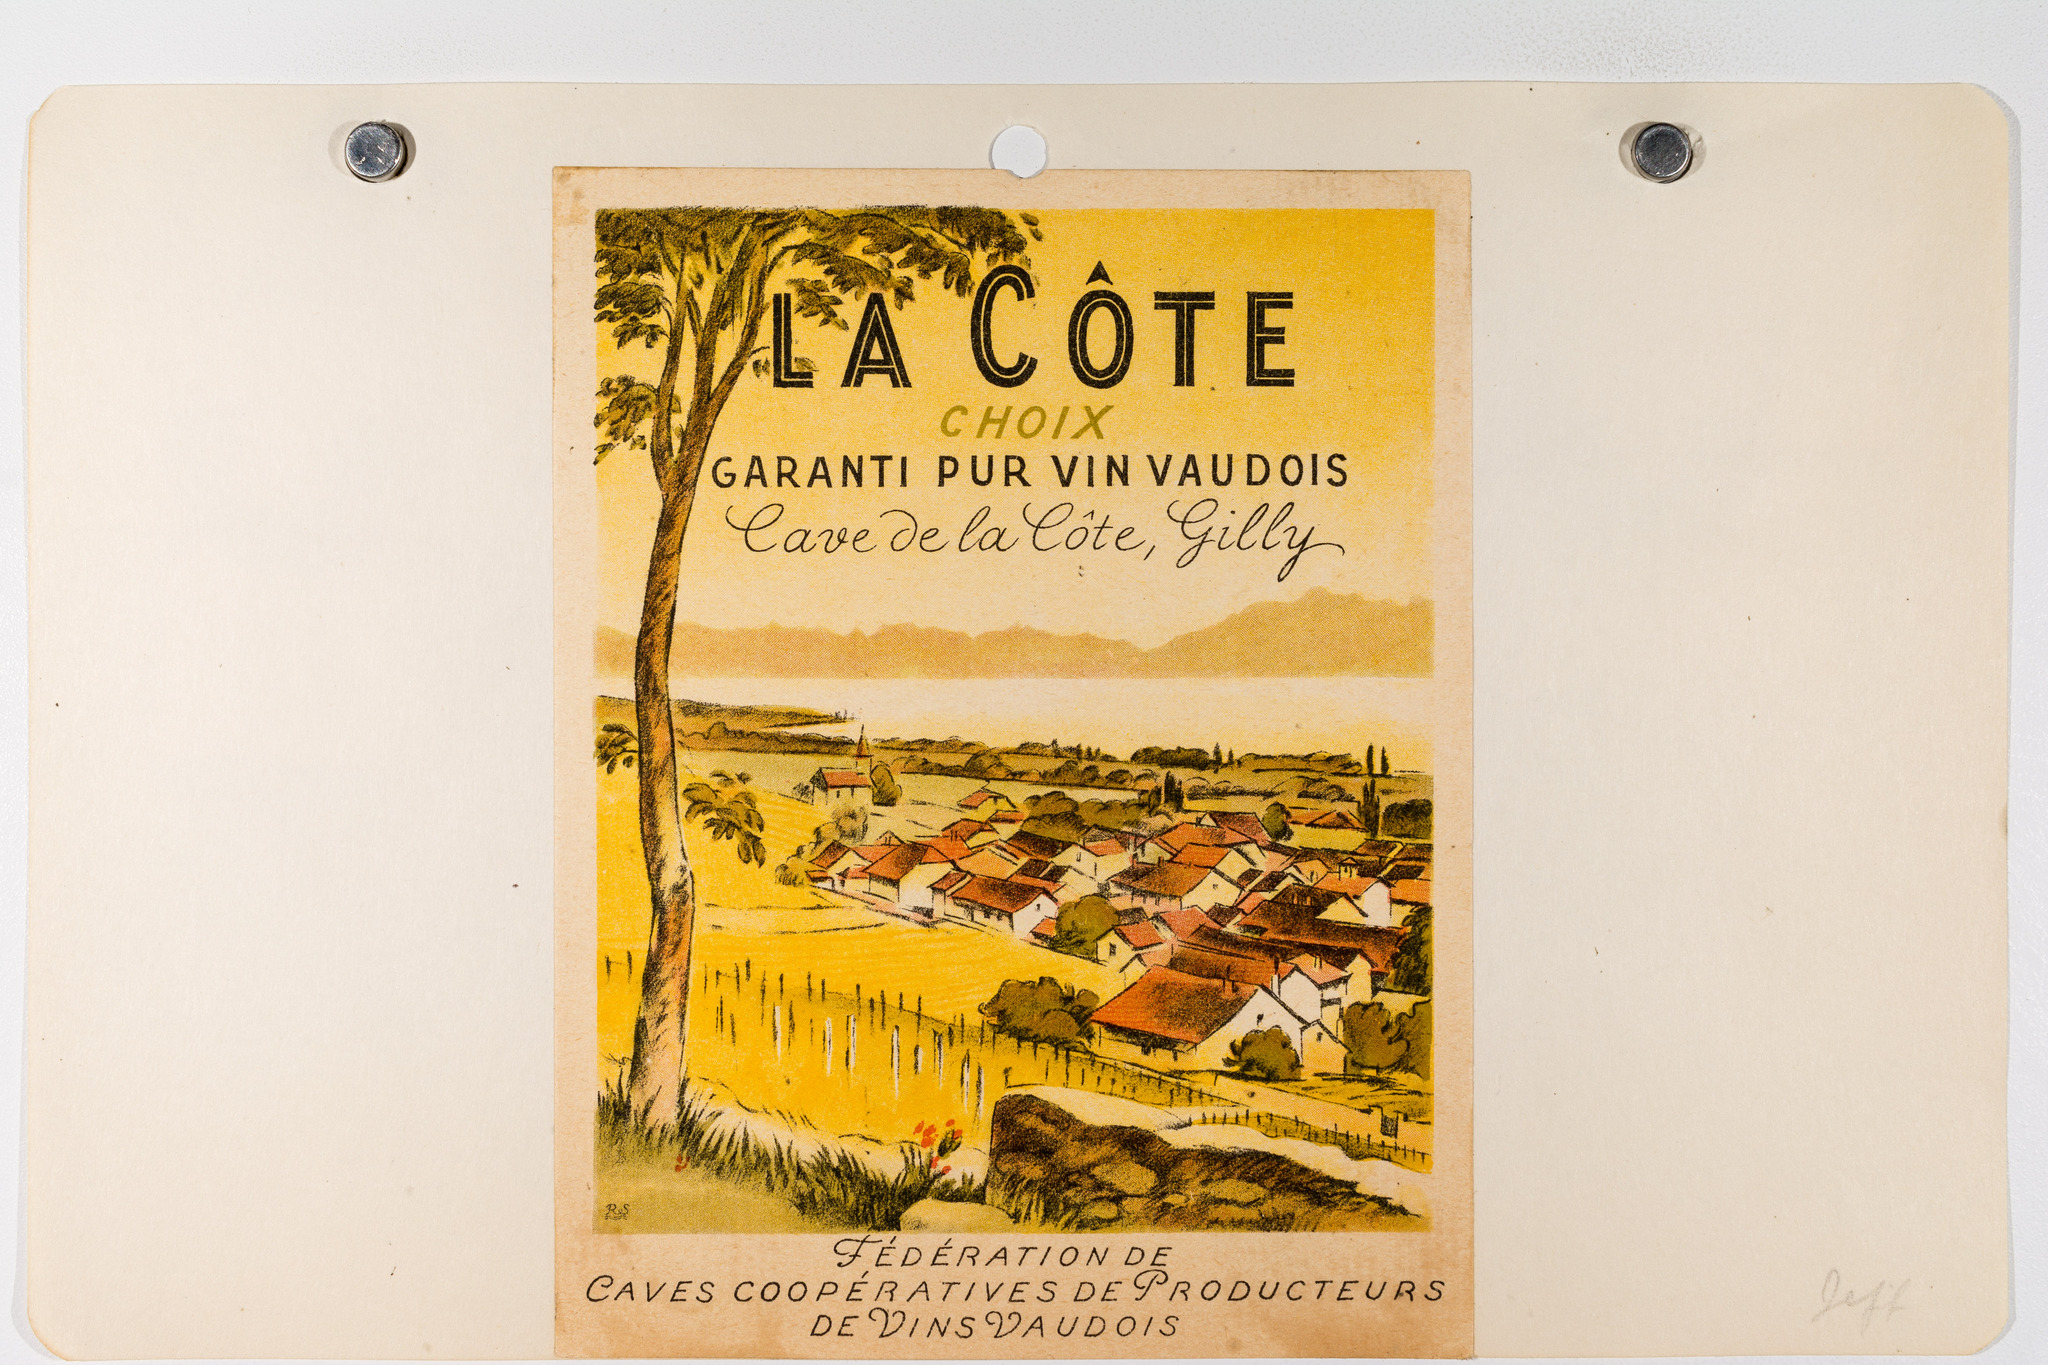 LA CÔTE
CHOIX
GARANTI PUR VIN VAUDOIS
Cave de la Côte, Gilly
R.S
FÉDÉRATION DE
CAVES COOPÉRATIVES DE PRODUCTEURS
DE VINS VAUDOIS